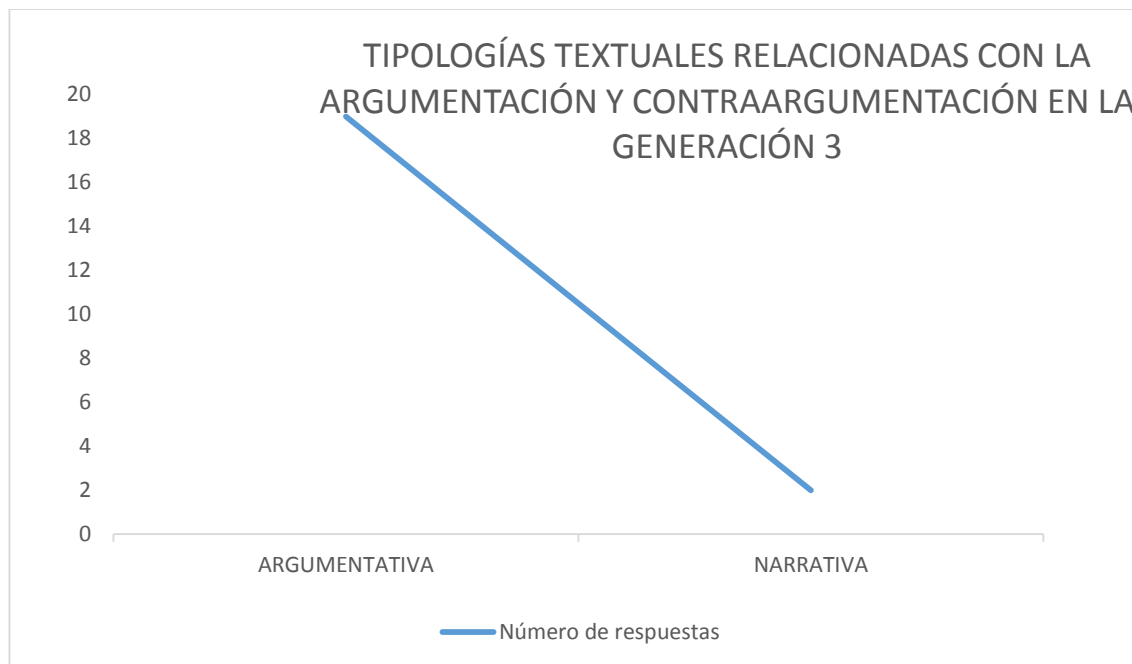 TIPOLOGÍAS TEXTUALES RELACIONADAS CON LA
ARGUMENTACIÓN Y CONTRAARGUMENTACIÓN EN LA
GENERACIÓN 3
20
18
16
14
12
10
8
6
4
2
0
ARGUMENTATIVA
NARRATIVA
Número de respuestas